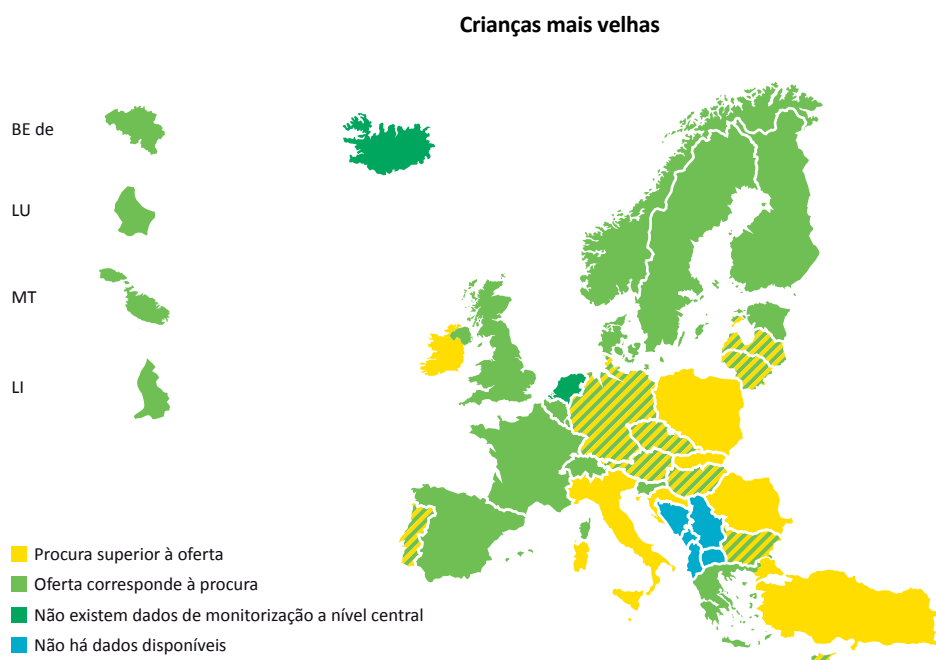 Crianças mais velhas
BE de
LU
MT
LI
Procura superior à oferta
Oferta corresponde à procura
Não existem dados de monitorização a nível central
Não há dados disponíveis